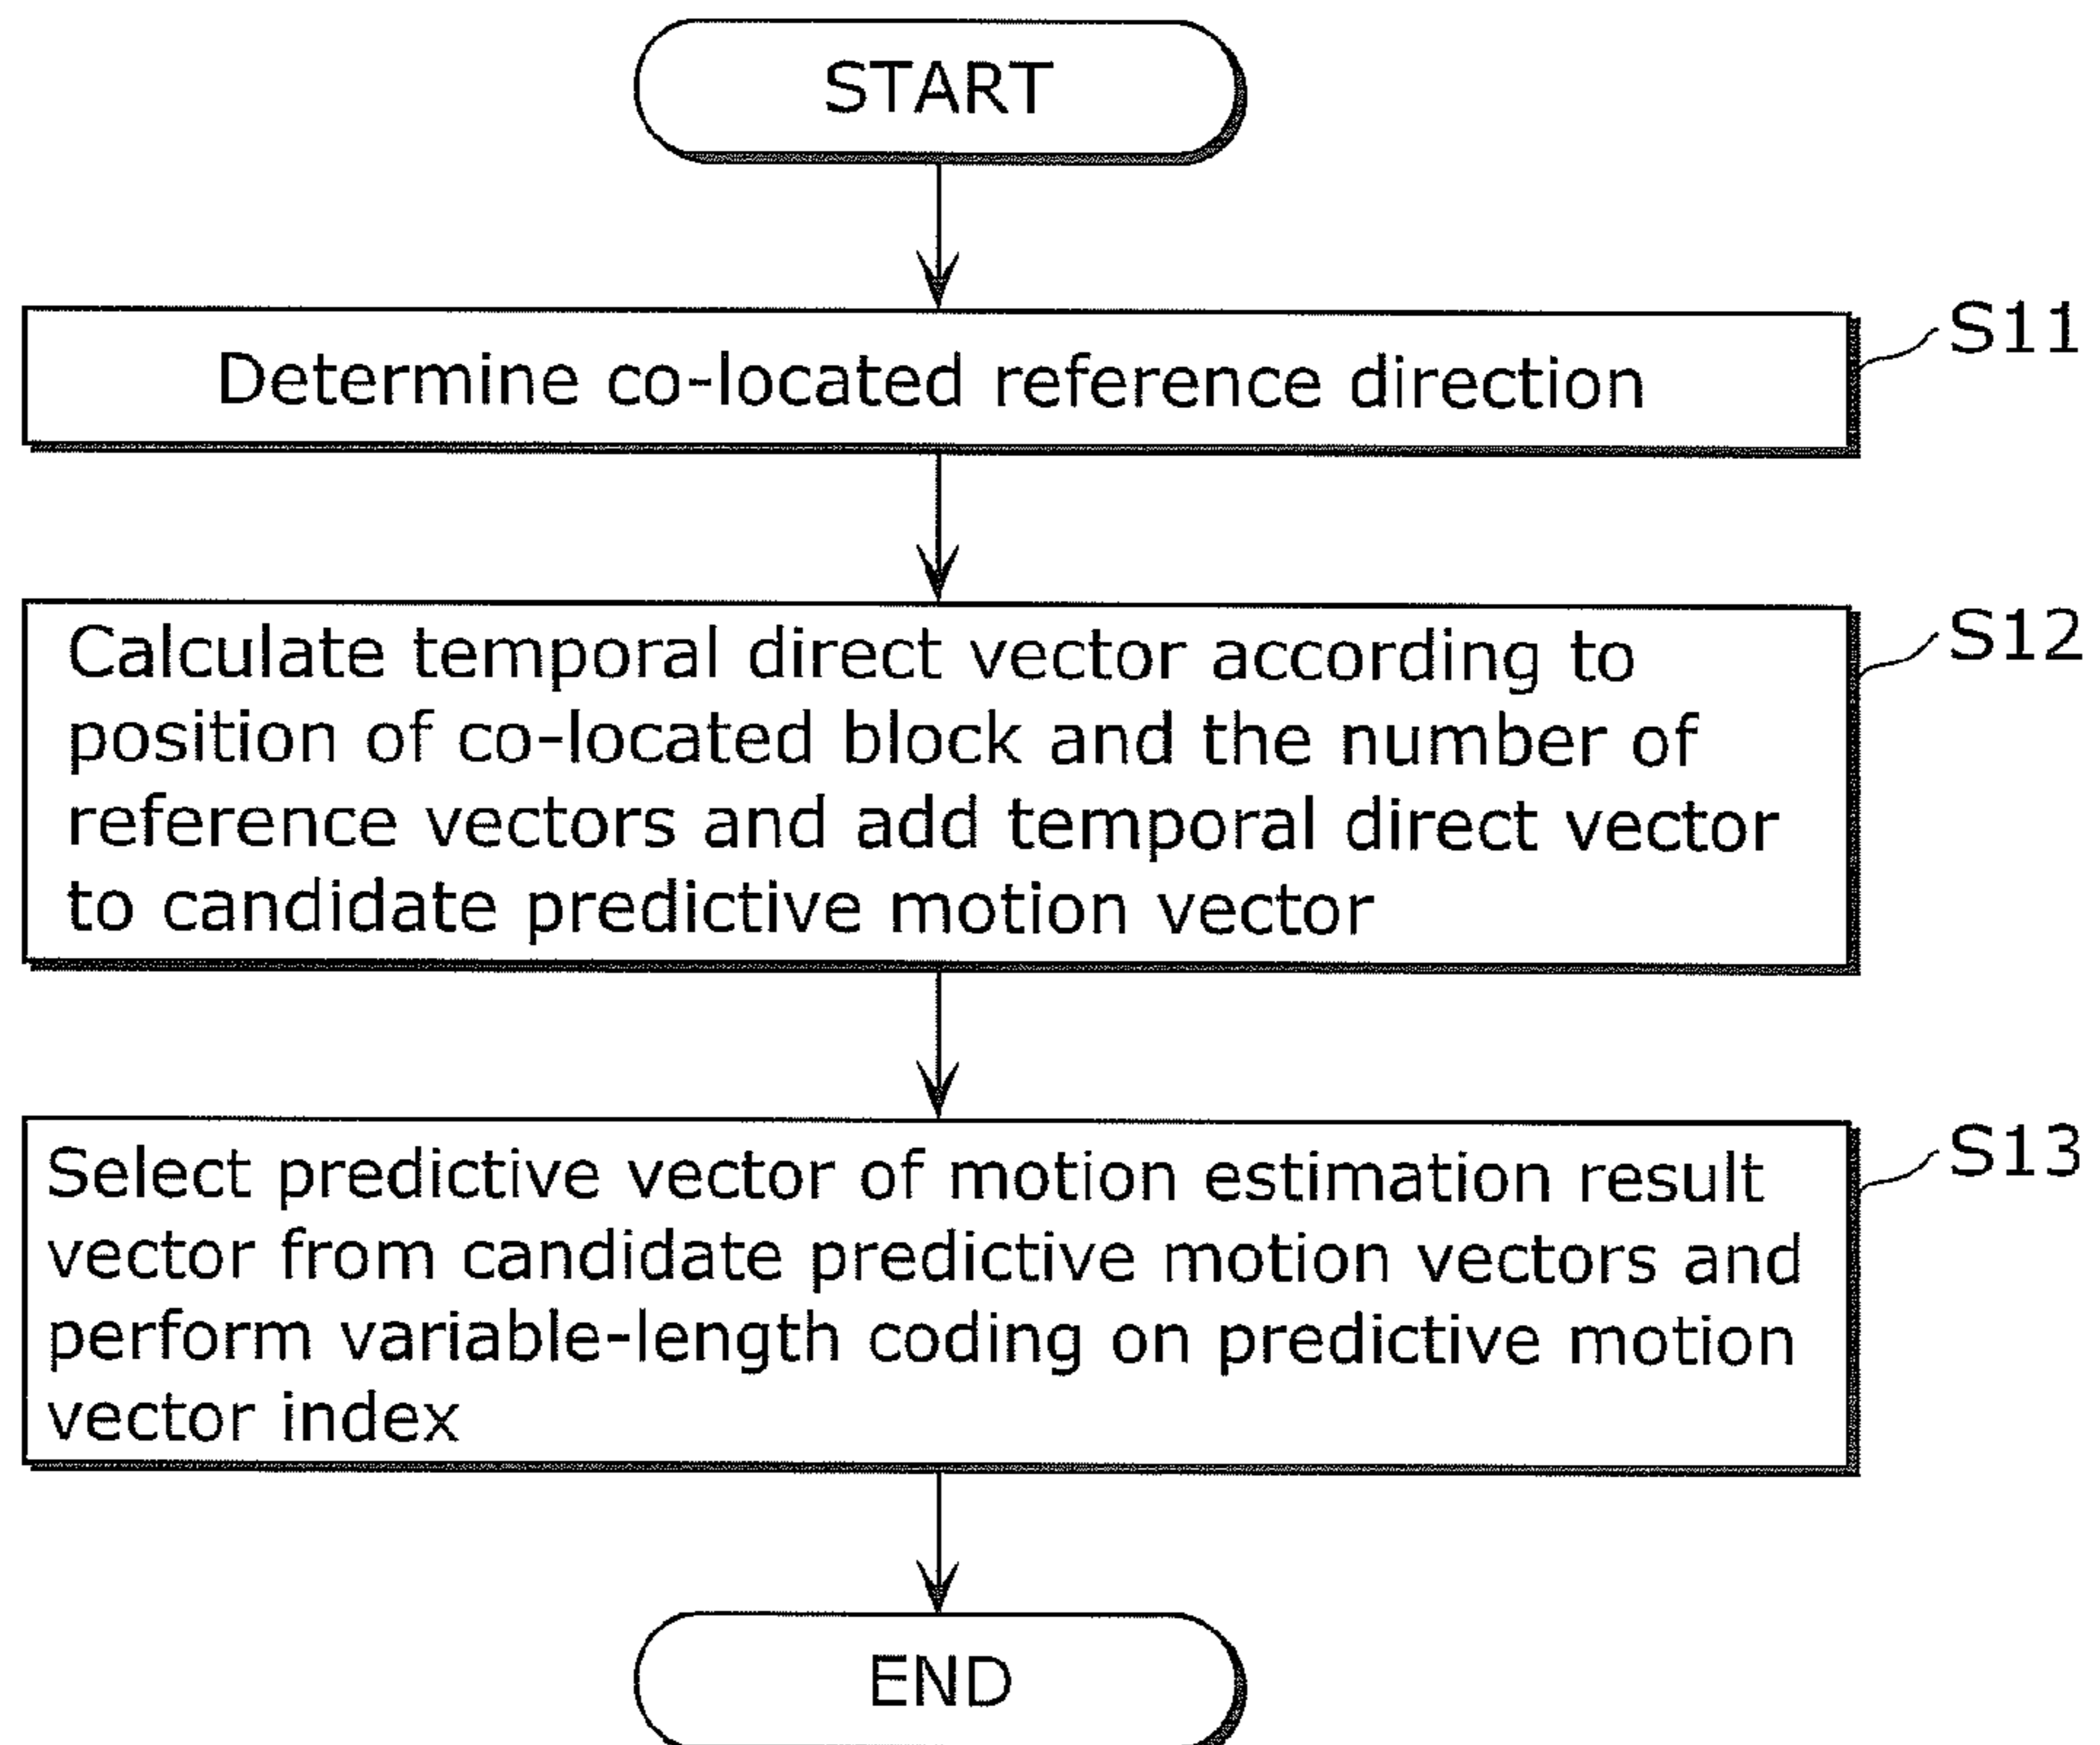 START
Determine co-located reference direction
S11
Calculate temporal direct vector according to
position of co-located block and the number of
reference vectors and add temporal direct vector
to candidate predictive motion vector
S12
Select predictive vector of motion estimation result
vector from candidate predictive motion vectors and
perform variable-length coding on predictive motion
vector index
S13
END